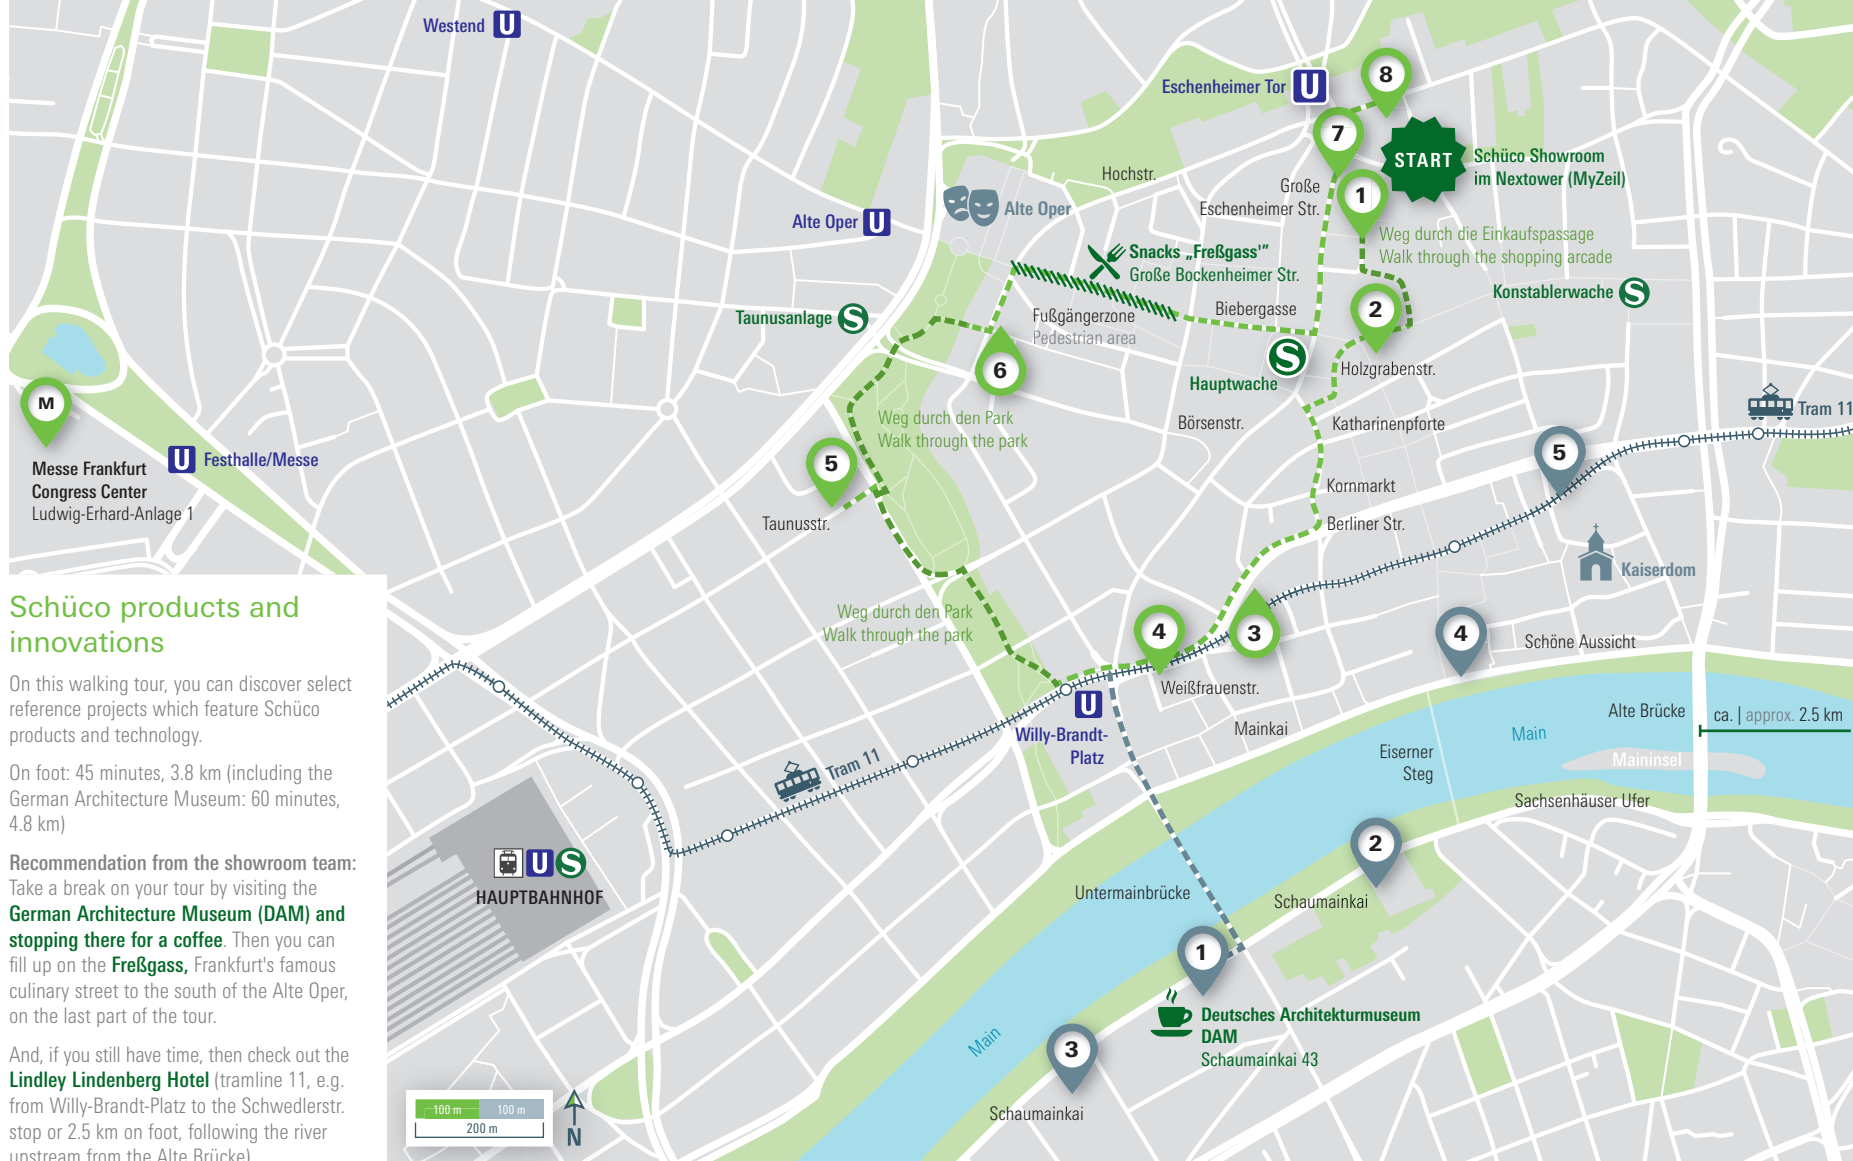 Westend U
Eschenheimer Tor U
8
7
START
Schüco Showroom
im Nextower (MyZeil)
1
Hochstr.
Große
Eschenheimer Str.
Alte Oper U
Alte Oper
Weg durch die Einkaufspassage
Walk through the shopping arcade
Snacks „Freßgass'”
Große Bockenheimer Str.
Konstablerwache S
Taunusanlage S
Fußgängerzone
Pedestrian area
Biebergasse
2
6
Hauptwache
S
Holzgrabenstr.
M
Messe Frankfurt
Congress Center
Ludwig-Erhard-Anlage 1
U Festhalle/Messe
Weg durch den Park
Walk through the park
Börsenstr.
Katharinenpforte
Tram 11
5
5
Taunusstr.
Kornmarkt
Berliner Str.
Kaiserdom
Weg durch den Park
Walk through the park
4
3
4
Schöne Aussicht
Weißfrauenstr.
U
Willy-Brandt-
Platz
Mainkai
Alte Brücke
ca. | approx. 2.5 km
Main
Maininsel
Eiserner
Steg
Sachsenhäuser Ufer
Tram 11
U S
HAUPTBAHNHOF
2
Untermainbrücke
Schaumainkai
1
Deutsches Architekturmuseum
DAM
Schaumainkai 43
Main
3
Schaumainkai
100 m 100 m
200 m
N
Schüco products and
innovations
On this walking tour, you can discover select
reference projects which feature Schüco
products and technology.
On foot: 45 minutes, 3.8 km (including the
German Architecture Museum: 60 minutes,
4.8 km)
Recommendation from the showroom team:
Take a break on your tour by visiting the
German Architecture Museum (DAM) and
stopping there for a coffee. Then you can
fill up on the Freßgass, Frankfurt's famous
culinary street to the south of the Alte Oper,
on the last part of the tour.
And, if you still have time, then check out the
Lindley Lindenberg Hotel (tramline 11, e.g.
from Willy-Brandt-Platz to the Schwedlerstr.
stop or 2.5 km on foot, following the river
upstream from the Alte Brücke)